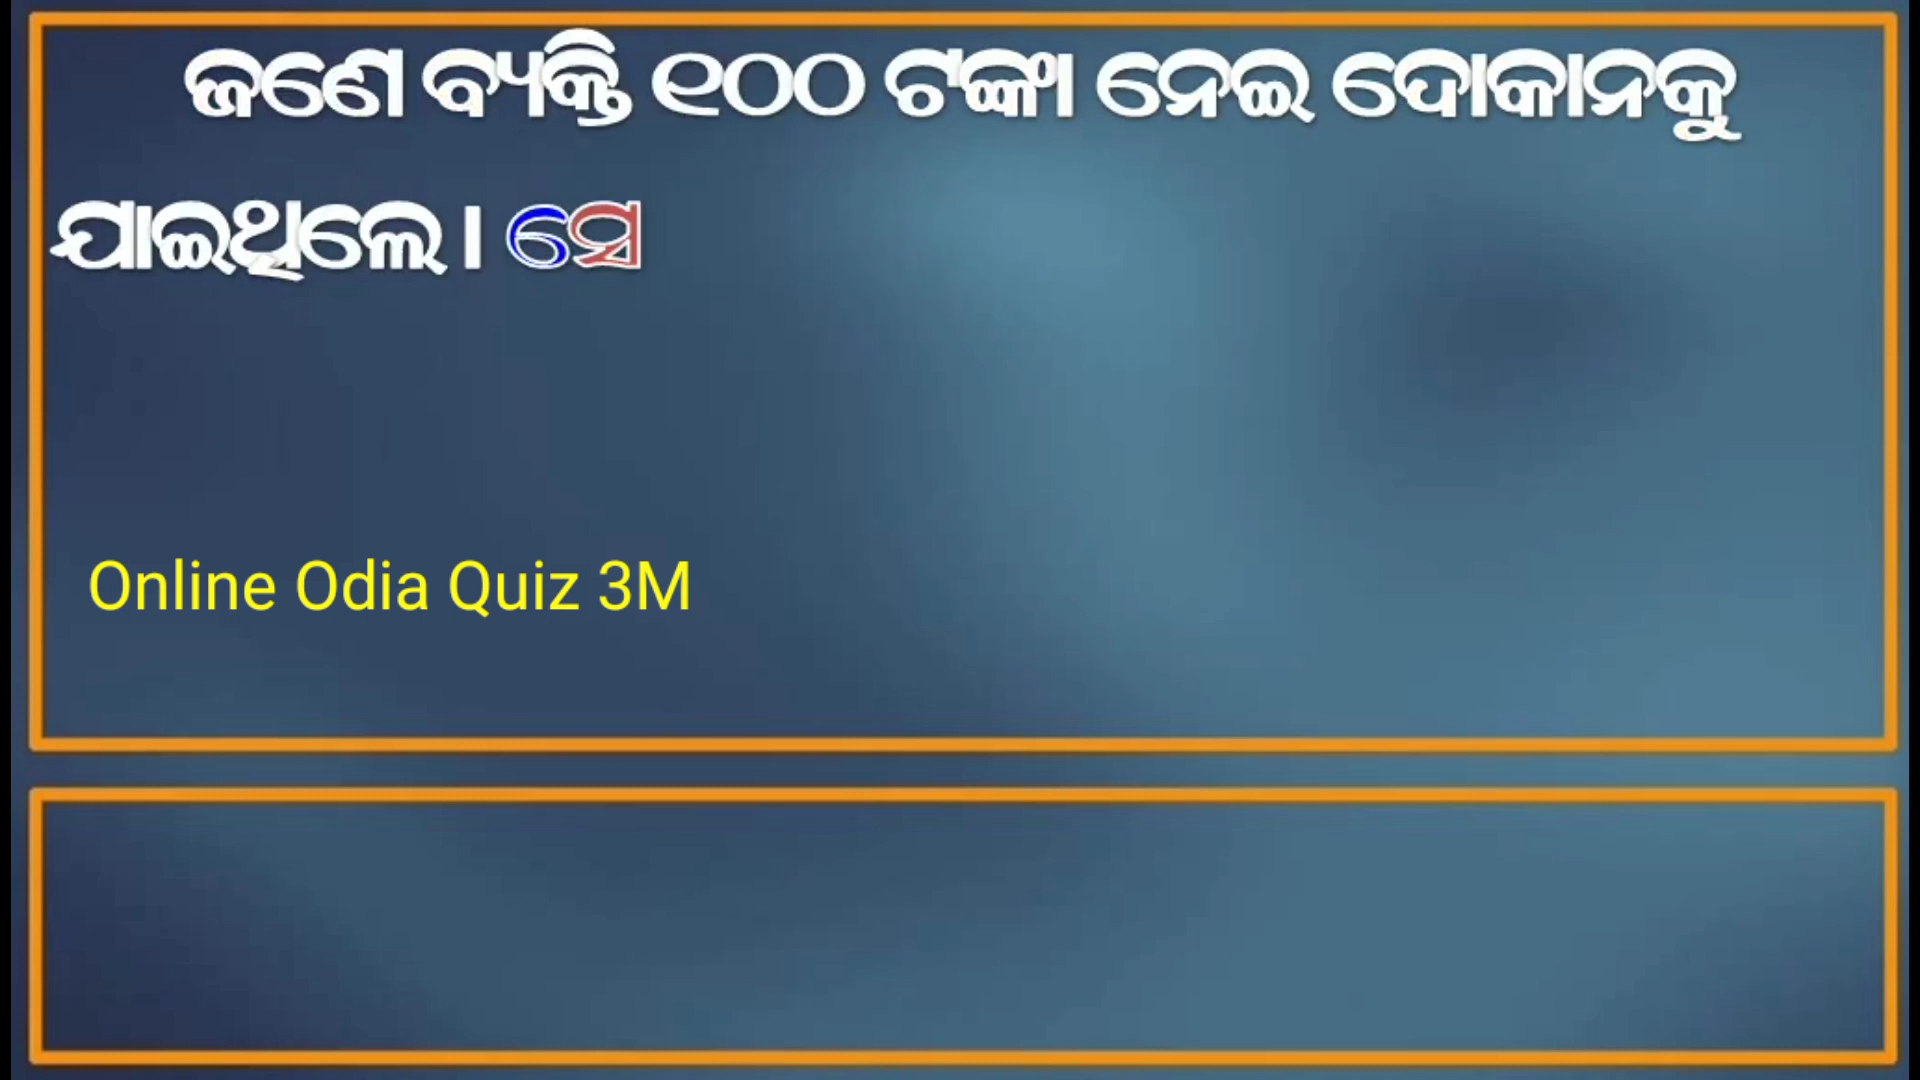 ଜଣେ ବ୍ୟକ୍ତି ୧୦୦ ଟଙ୍କା ନେଇ ଦୋକାନକୁ
ଯାଇଥିଲେ । ସେ
Online Odia Quiz 3M